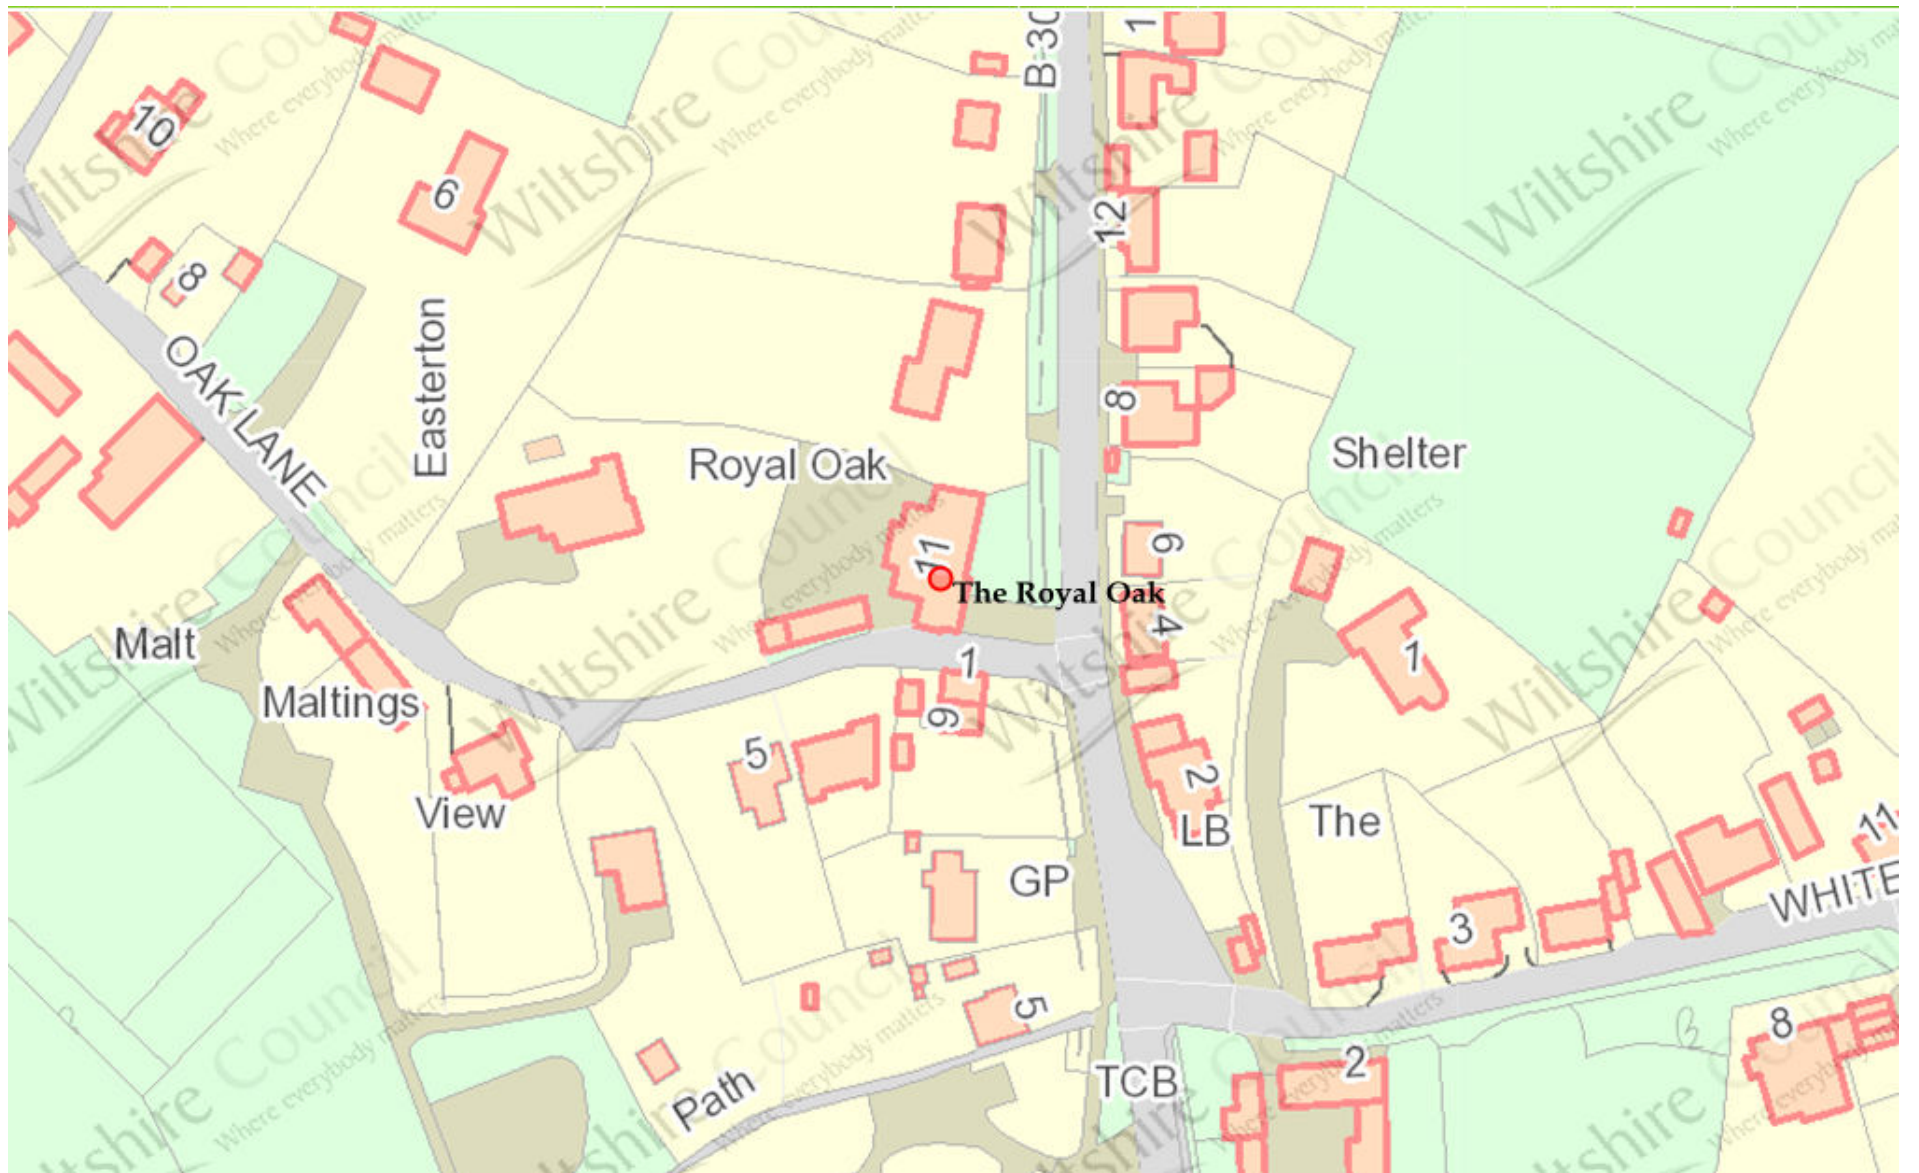 B 30
1
10
6
12
8
OAK LANE
Easterton
8
Royal Oak
Shelter
11
6
The Royal Oak
4
Malt
1
1
Maltings
9
5
2
View
LB
The
GP
11
WHITE
3
5
8
2
Path
TCB
Wiltshire Council
Where everybody matters